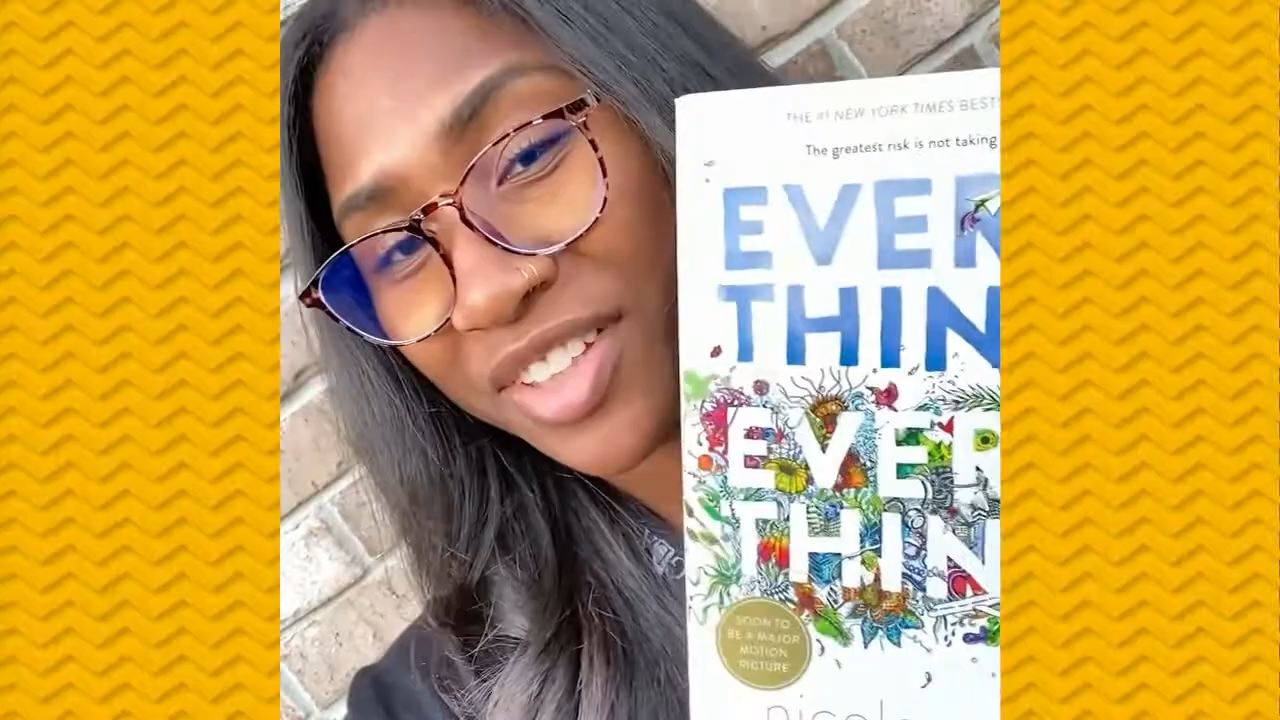 THE #1 NEW YORK TIMES
The greatest risk is not taking
EVER
THIN
EVER
THIN
SOON TO
BE A MAJOR
MOTION
PICTURE